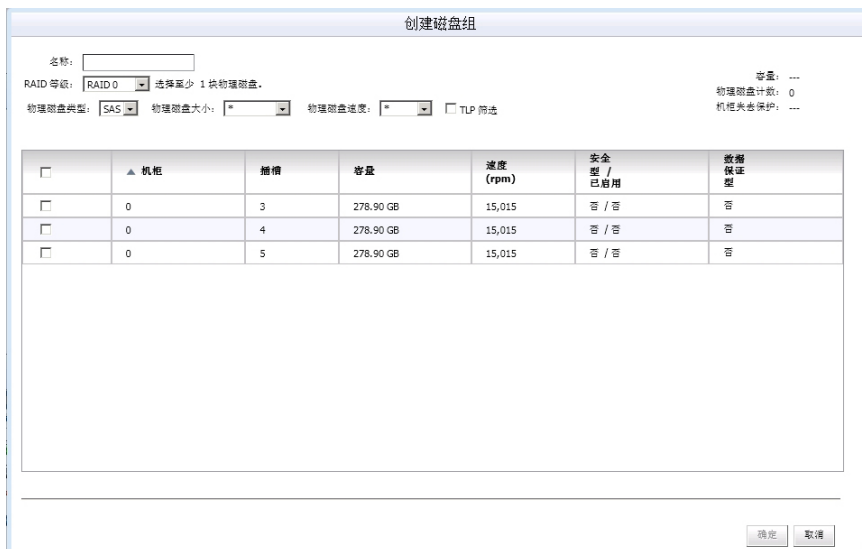 创建磁盘组
名称：
RAID 等级： RAID 0 选择至少 1 块物理磁盘。
物理磁盘类型： SAS 物理磁盘大小： * 物理磁盘速度： * TLP 筛选
容量： ---
物理磁盘计数： 0
机柜丢失保护： ---
机柜 插槽 容量 速度 (rpm) 安全型 / 已启用 数据保证型
0 3 278.90 GB 15,015 否 / 否 否
0 4 278.90 GB 15,015 否 / 否 否
0 5 278.90 GB 15,015 否 / 否 否
确定 取消